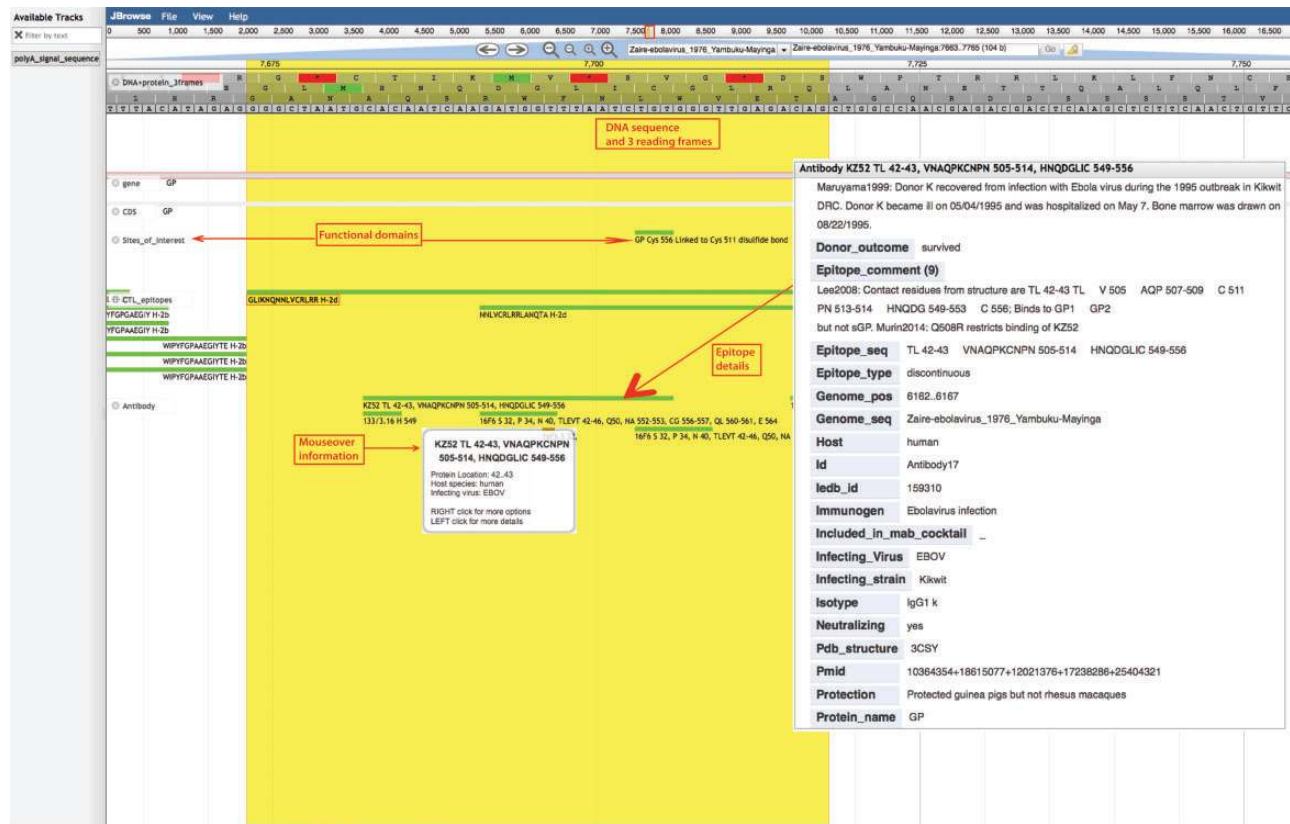 Available Tracks
JBrowse File View Help
Filter by text
0 500 1,000 1,500 2,000 2,500 3,000 3,500 4,000 4,500 5,000 5,500 6,000 6,500 7,000 7,500 8,000 8,500 9,000 9,500 10,000 10,500 11,000 11,500 12,000 12,500 13,000 13,500 14,000 14,500 15,000 15,500 16,000 16,500
polyA_signal_sequence
Zaire-ebolavirus_1976_Yambuku-Mayinga Zaire-ebolavirus_1976_Yambuku-Mayinga:7663..7765 (104 b) Go
7,675 7,700 7,725 7,750
DNA+protein_3frames
DNA sequence
and 3 reading frames
gene GP
CDS GP
Sites_of_Interest
Functional domains
GP Cys 556 Linked to Cys 511 disulfide bond
CTL_epitopes
GLIKNQNNLVCRLRR H-2d
YFGPGAEGIY H-2b
NNLVCRLRRLANQTA H-2d
YFGPAAEGIY H-2b
WIPYFGPAAEGIYTE H-2b
WIPYFGPAAEGIYTE H-2b
WIPYFGPAAEGIYTE H-2b
Epitope
details
Antibody
KZ52 TL 42-43, VNAQPKCNPN 505-514, HNQDGLIC 549-556
133/3.16 H 549
16F6 S 32, P 34, N 40, TLEVT 42-46, Q50, NA 552-553, CG 556-557, QL 560-561, E 564
16F6 S 32, P 34, N 40, TLEVT 42-46, Q50, NA
Mouseover
information
KZ52 TL 42-43, VNAQPKCNPN
505-514, HNQDGLIC 549-556
Protein Location: 42..43
Host species: human
Infecting virus: EBOV
RIGHT click for more options
LEFT click for more details
Antibody KZ52 TL 42-43, VNAQPKCNPN 505-514, HNQDGLIC 549-556
Maruyama1999: Donor K recovered from infection with Ebola virus during the 1995 outbreak in Kikwit
DRC. Donor K became ill on 05/04/1995 and was hospitalized on May 7. Bone marrow was drawn on
08/22/1995.
Donor_outcome survived
Epitope_comment (9)
Lee2008: Contact residues from structure are TL 42-43 TL V 505 AQP 507-509 C 511
PN 513-514 HNQDG 549-553 C 556; Binds to GP1 GP2
but not sGP. Murin2014: Q508R restricts binding of KZ52
Epitope_seq TL 42-43 VNAQPKCNPN 505-514 HNQDGLIC 549-556
Epitope_type discontinuous
Genome_pos 6162..6167
Genome_seq Zaire-ebolavirus_1976_Yambuku-Mayinga
Host human
Id Antibody17
Iedb_id 159310
Immunogen Ebolavirus infection
Included_in_mab_cocktail _
Infecting_Virus EBOV
Infecting_strain Kikwit
Isotype IgG1 k
Neutralizing yes
Pdb_structure 3CSY
Pmid 10364354+18615077+12021376+17238286+25404321
Protection Protected guinea pigs but not rhesus macaques
Protein_name GP